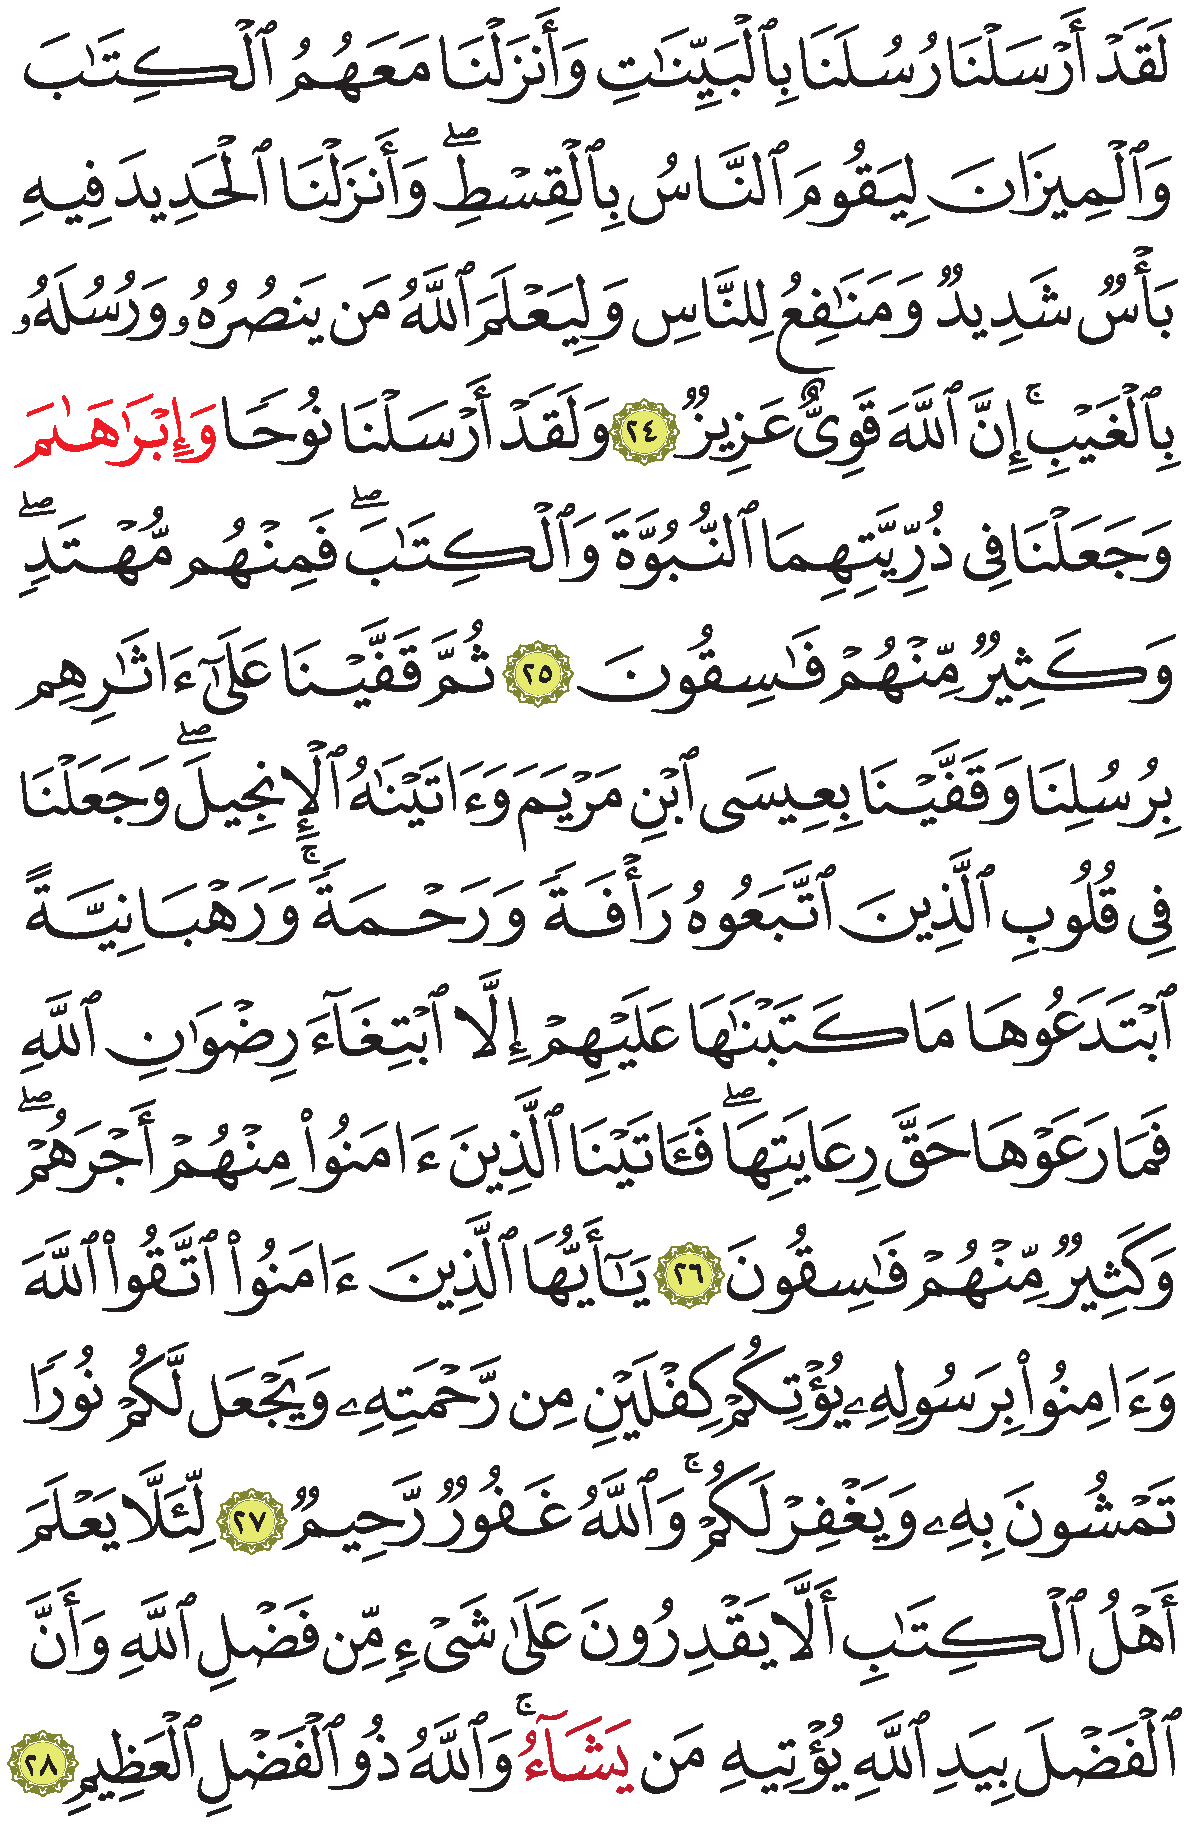 لَقَدْ أَرْسَلْنَا رُسُلَنَا بِٱلْبَيِّنَٰتِ وَأَنزَلْنَا مَعَهُمُ ٱلْكِتَٰبَ
وَٱلْمِيزَانَ لِيَقُومَ ٱلنَّاسُ بِٱلْقِسْطِۖ وَأَنزَلْنَا ٱلْحَدِيدَ فِيهِ
بَأْسٌ شَدِيدٌ وَمَنَٰفِعُ لِلنَّاسِ وَلِيَعْلَمَ ٱللَّهُ مَن يَنصُرُهُۥ وَرُسُلَهُۥ
بِٱلْغَيْبِۚ إِنَّ ٱللَّهَ قَوِىٌّ عَزِيزٌ ٢٤ وَلَقَدْ أَرْسَلْنَا نُوحًا وَإِبْرَاهَٰمَ
وَجَعَلْنَا فِى ذُرِّيَّتِهِمَا ٱلنُّبُوَّةَ وَٱلْكِتَٰبَۖ فَمِنْهُم مُّهْتَدٍۖ
وَكَثِيرٌ مِّنْهُمْ فَٰسِقُونَ ٢٥ ثُمَّ قَفَّيْنَا عَلَىٰٓ ءَاثَٰرِهِم
بِرُسُلِنَا وَقَفَّيْنَا بِعِيسَى ٱبْنِ مَرْيَمَ وَءَاتَيْنَٰهُ ٱلْإِنجِيلَۖ وَجَعَلْنَا
فِى قُلُوبِ ٱلَّذِينَ ٱتَّبَعُوهُ رَأْفَةً وَرَحْمَةًۚ وَرَهْبَانِيَّةً
ٱبْتَدَعُوهَا مَا كَتَبْنَٰهَا عَلَيْهِمْ إِلَّا ٱبْتِغَآءَ رِضْوَٰنِ ٱللَّهِ
فَمَا رَعَوْهَا حَقَّ رِعَايَتِهَاۖ فَـَٔاتَيْنَا ٱلَّذِينَ ءَامَنُوا۟ مِنْهُمْ أَجْرَهُمْۖ
وَكَثِيرٌ مِّنْهُمْ فَٰسِقُونَ ٢٦ يَٰٓأَيُّهَا ٱلَّذِينَ ءَامَنُوا۟ ٱتَّقُوا۟ ٱللَّهَ
وَءَامِنُوا۟ بِرَسُولِهِۦ يُؤْتِكُمْ كِفْلَيْنِ مِن رَّحْمَتِهِۦ وَيَجْعَل لَّكُمْ نُورًا
تَمْشُونَ بِهِۦ وَيَغْفِرْ لَكُمْۚ وَٱللَّهُ غَفُورٌ رَّحِيمٌ ٢٧ لِّئَلَّا يَعْلَمَ
أَهْلُ ٱلْكِتَٰبِ أَلَّا يَقْدِرُونَ عَلَىٰ شَىْءٍ مِّن فَضْلِ ٱللَّهِ وَأَنَّ
ٱلْفَضْلَ بِيَدِ ٱللَّهِ يُؤْتِيهِ مَن يَشَآءُۚ وَٱللَّهُ ذُو ٱلْفَضْلِ ٱلْعَظِيمِ ٢٨